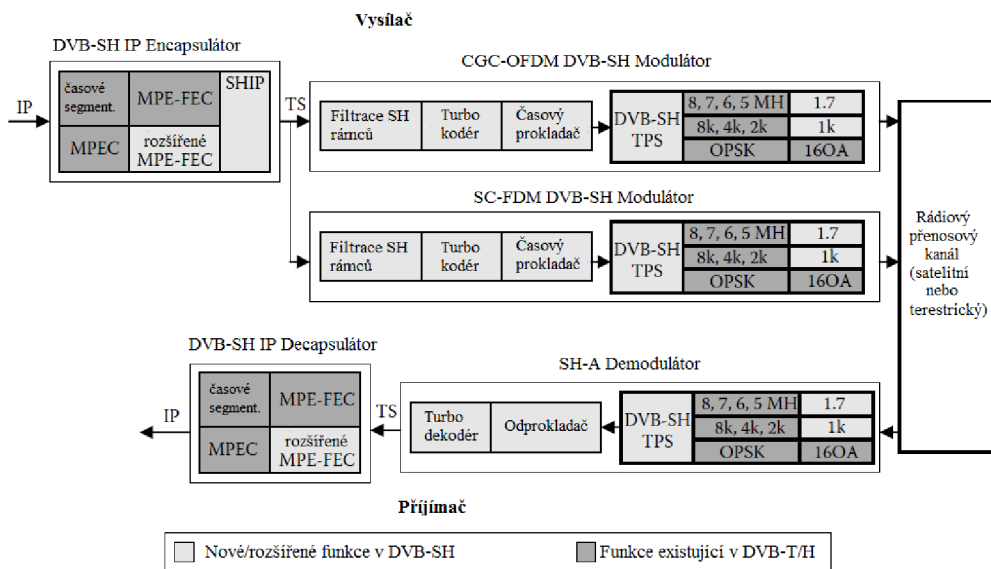 Vysílač
DVB-SH IP Encapsulátor
IP
časové
segment.
MPE-FEC
SHIP
MPEC
rozšířené
MPE-FEC
TS
CGC-OFDM DVB-SH Modulátor
Filtrace SH
rámců
Turbo
kodér
Časový
prokladač
DVB-SH
TPS
8, 7, 6, 5 MH
1.7
8k, 4k, 2k
1k
OPSK
16OA
SC-FDM DVB-SH Modulátor
Filtrace SH
rámců
Turbo
kodér
Časový
prokladač
DVB-SH
TPS
8, 7, 6, 5 MH
1.7
8k, 4k, 2k
1k
OPSK
16OA
Rádiový
přenosový
kanál
(satelitní
nebo
terestrický)
DVB-SH IP Decapsulátor
IP
časové
segment.
MPE-FEC
MPEC
rozšířené
MPE-FEC
TS
SH-A Demodulátor
Turbo
dekodér
Odprokladač
DVB-SH
TPS
8, 7, 6, 5 MH
1.7
8k, 4k, 2k
1k
OPSK
16OA
Příjímač
Nové/rozšířené funkce v DVB-SH
Funkce existující v DVB-T/H